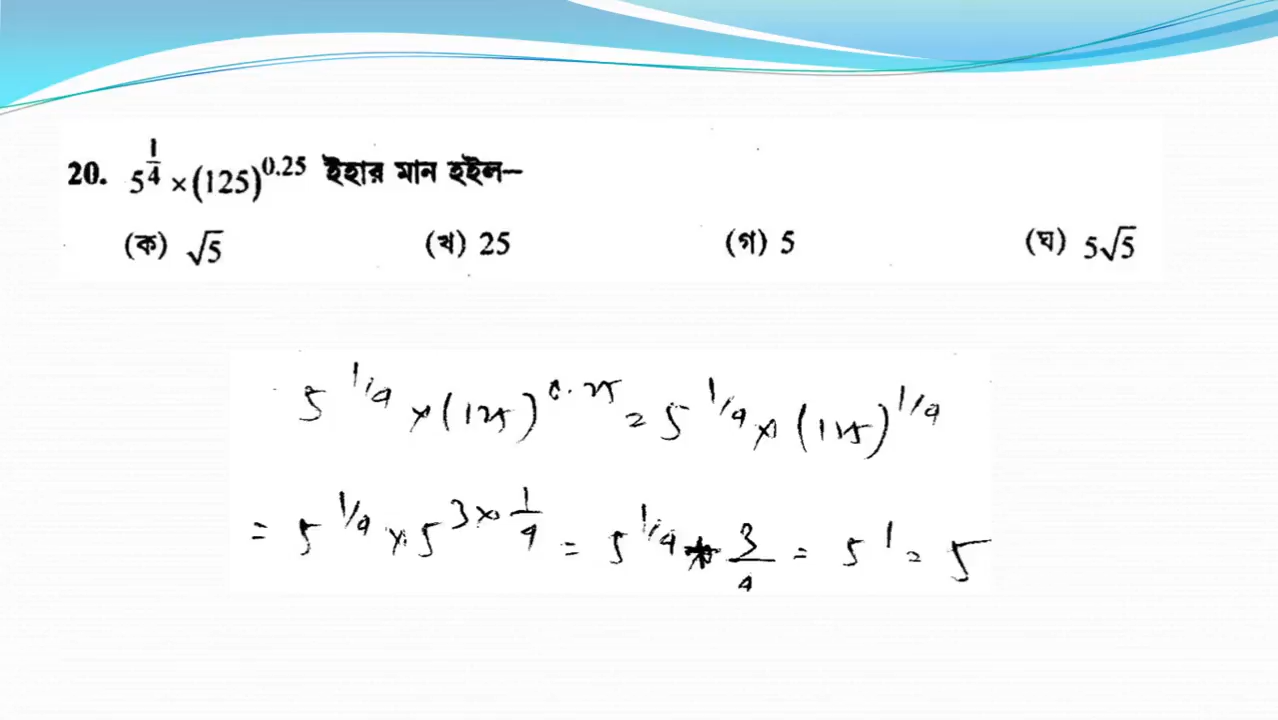 20. 5^{1/4} × (125)^{0.25} ইহার মান হইল–
(ক) √5 (খ) 25 (গ) 5 (ঘ) 5√5
5^{1/4} × (125)^{0.25} = 5^{1/4} × (125)^{1/4}
= 5^{1/4} × 5^{3×1/4} = 5^{1/4 + 3/4} = 5^1 = 5